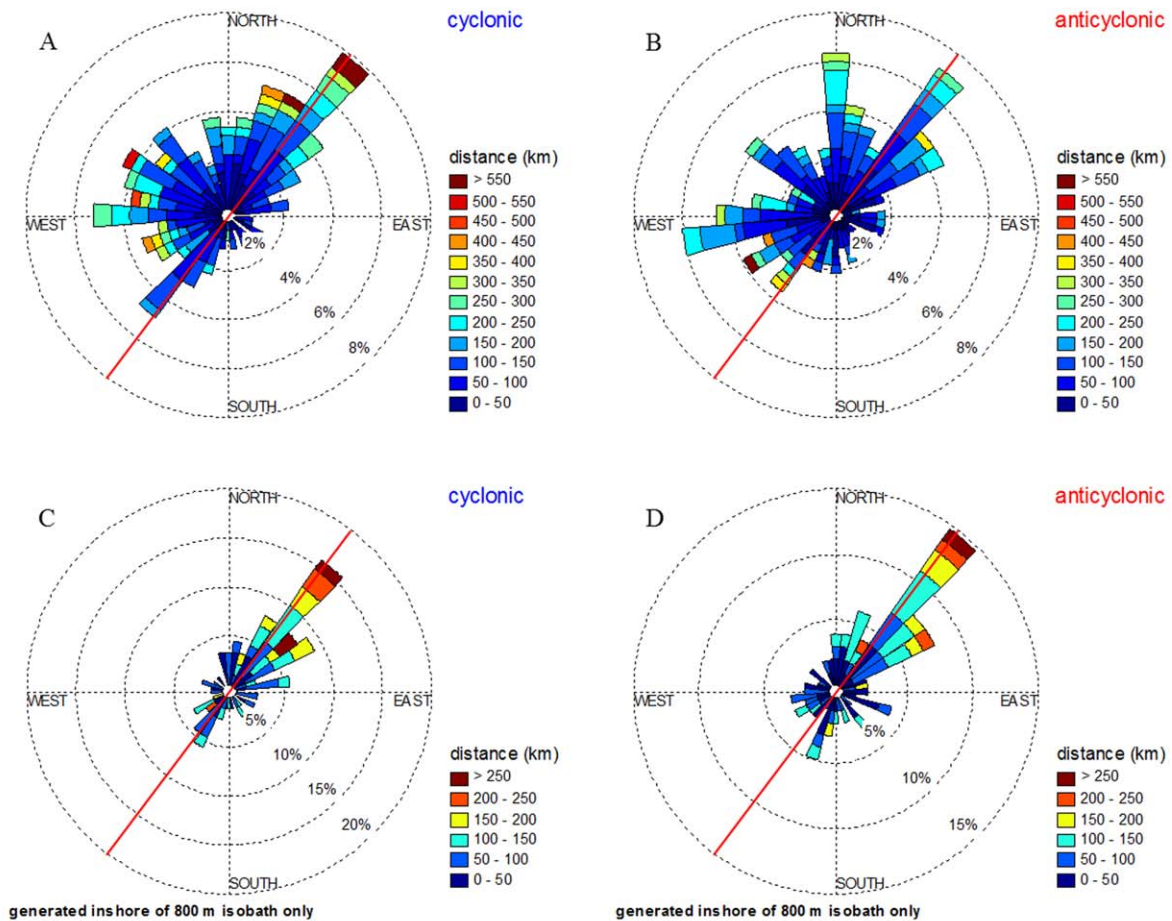 A
NORTH
cyclonic
WEST
EAST
SOUTH
2%
4%
6%
8%
distance (km)
> 550
500 - 550
450 - 500
400 - 450
350 - 400
300 - 350
250 - 300
200 - 250
150 - 200
100 - 150
50 - 100
0 - 50
B
NORTH
anticyclonic
WEST
EAST
SOUTH
2%
4%
6%
8%
distance (km)
> 550
500 - 550
450 - 500
400 - 450
350 - 400
300 - 350
250 - 300
200 - 250
150 - 200
100 - 150
50 - 100
0 - 50
C
NORTH
cyclonic
WEST
EAST
SOUTH
5%
10%
15%
20%
distance (km)
> 250
200 - 250
150 - 200
100 - 150
50 - 100
0 - 50
generated inshore of 800 m isobath only
D
NORTH
anticyclonic
WEST
EAST
SOUTH
5%
10%
15%
distance (km)
> 250
200 - 250
150 - 200
100 - 150
50 - 100
0 - 50
generated inshore of 800 m isobath only